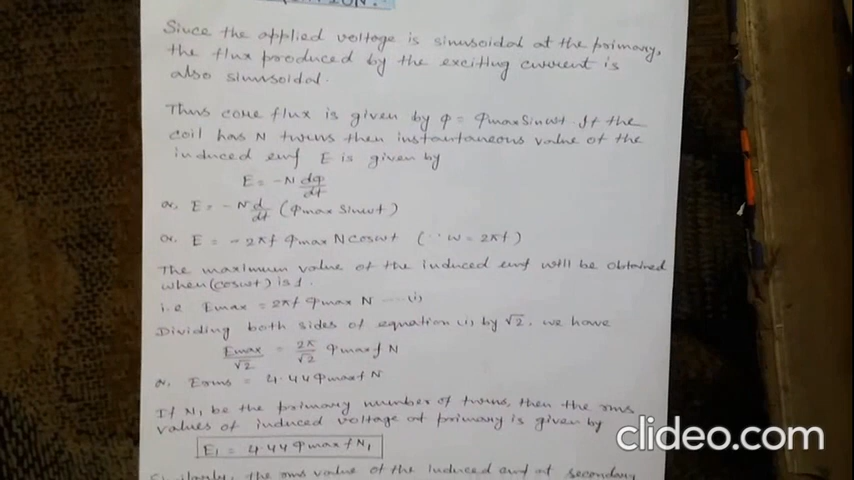 Since the applied voltage is sinusoidal at the primary,
the flux produced by the exciting current is
also sinusoidal.
Thus core flux is given by φ = φmax Sinωt. If the
coil has N turns then instantaneous value of the
induced emf E is given by
E = -N dφ/dt
or, E = -N d/dt (φmax Sinωt)
or, E = -2πf φmax N cosωt (∵ ω = 2πf)
The maximum value of the induced emf will be obtained
when (cosωt) is 1.
i.e Emax = 2πf φmax N ----- (i)
Dividing both sides of equation (i) by √2, we have
Emax/√2 = 2π/√2 φmax f N
or, Erms = 4.44 φmax f N
If N₁ be the primary number of turns, then the rms
values of induced voltage at primary is given by
E₁ = 4.44 φmax f N₁
Similarly, the rms value of the induced emf at secondary
clideo.com